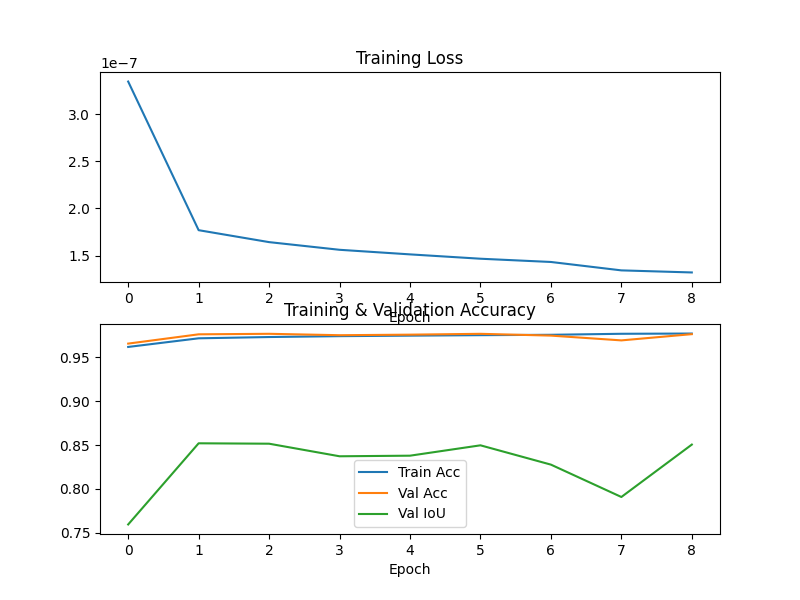 Training Loss
1e−7
3.0
2.5
2.0
1.5
0 1 2 3 4 5 6 7 8
Epoch
Training & Validation Accuracy
0.95
0.90
0.85
0.80
0.75
Train Acc
Val Acc
Val IoU
0 1 2 3 4 5 6 7 8
Epoch